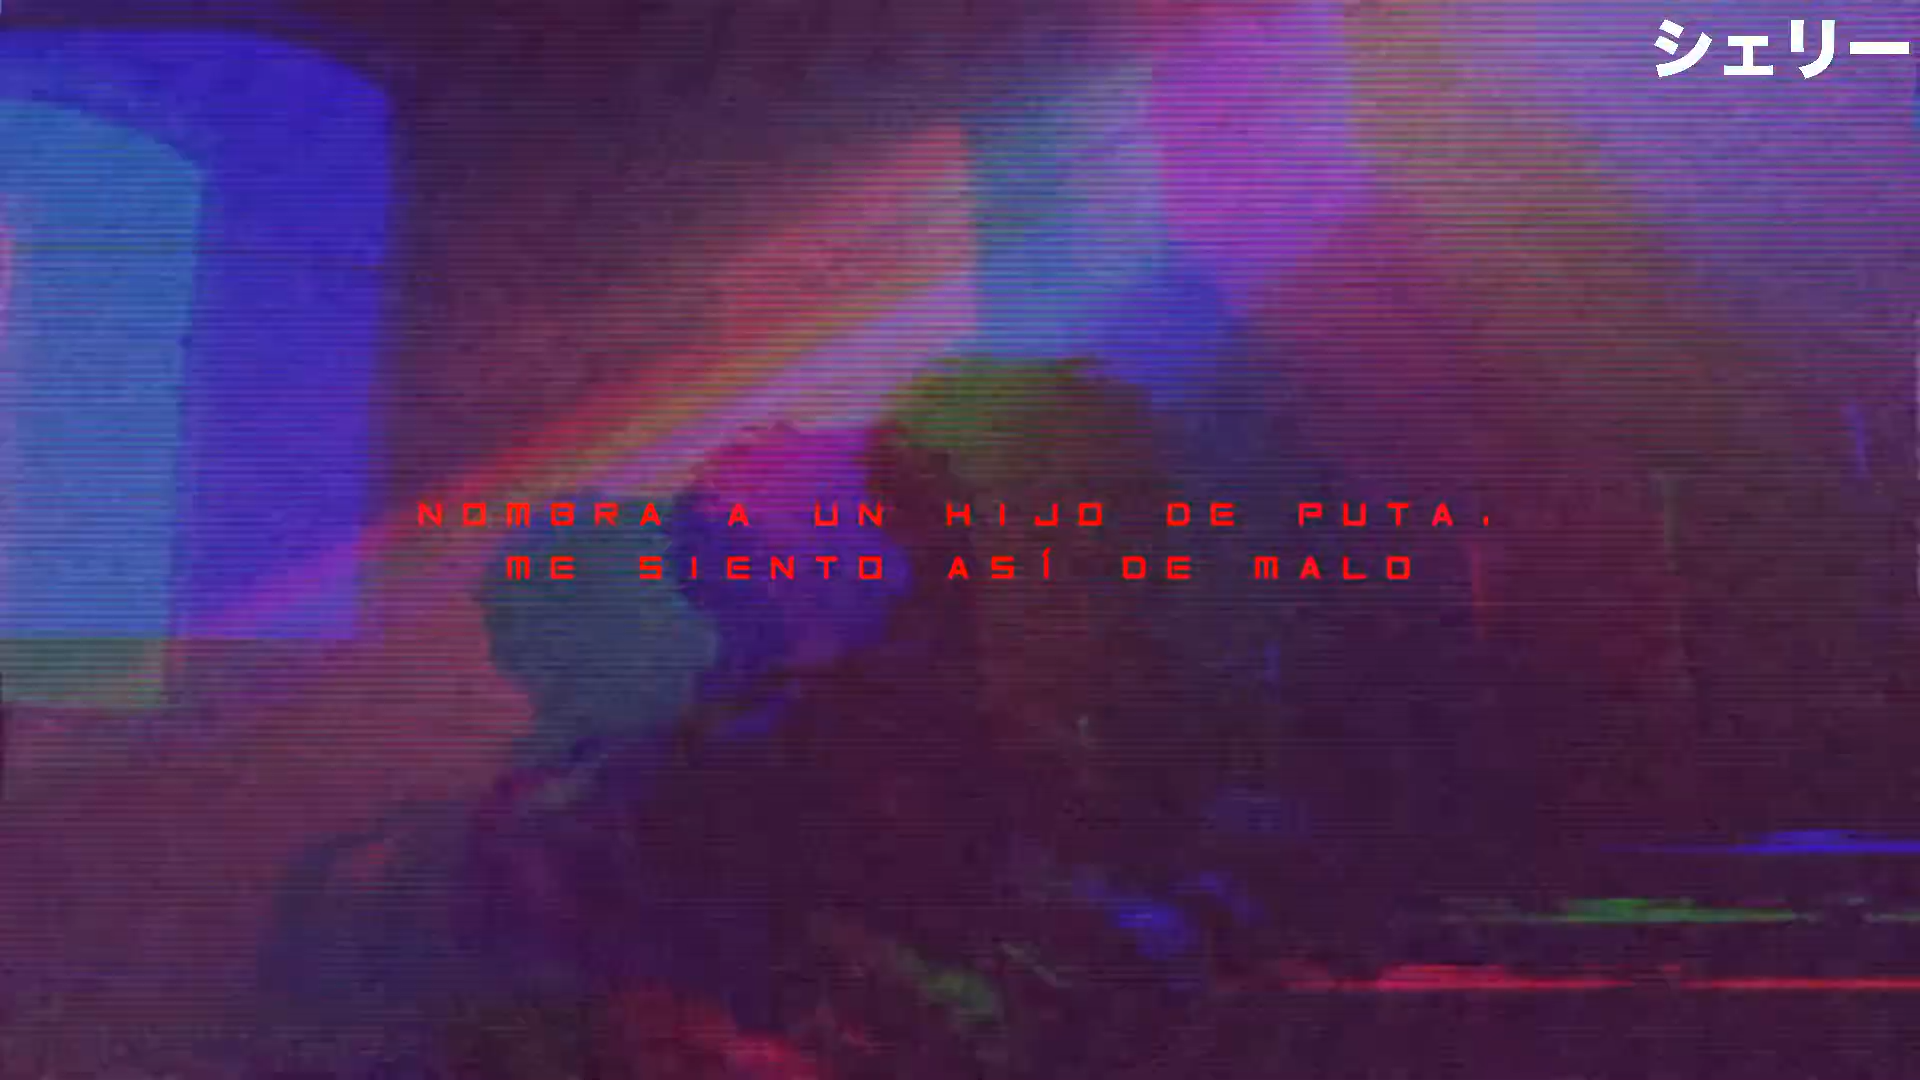 シェリー
NOMBRA A UN HIJO DE PUTA,
ME SIENTO ASÍ DE MALO